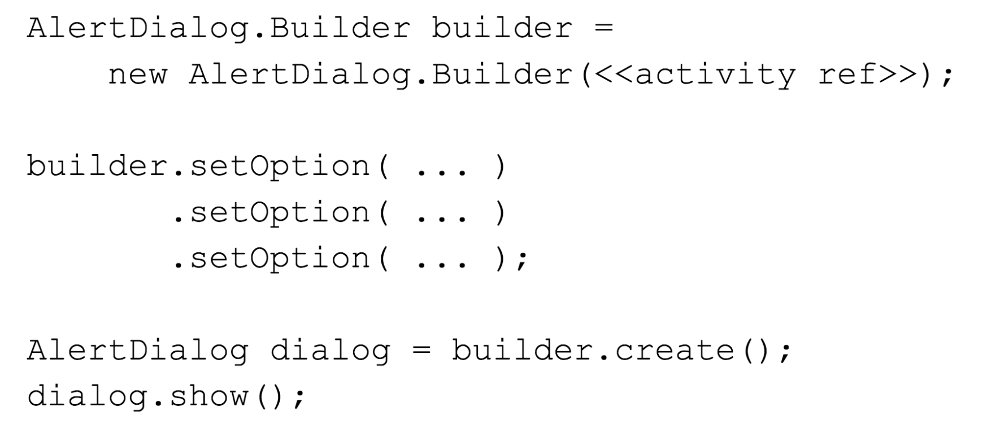 AlertDialog.Builder builder =
    new AlertDialog.Builder(<<activity ref>>);

builder.setOption( ... )
       .setOption( ... )
       .setOption( ... );

AlertDialog dialog = builder.create();
dialog.show();